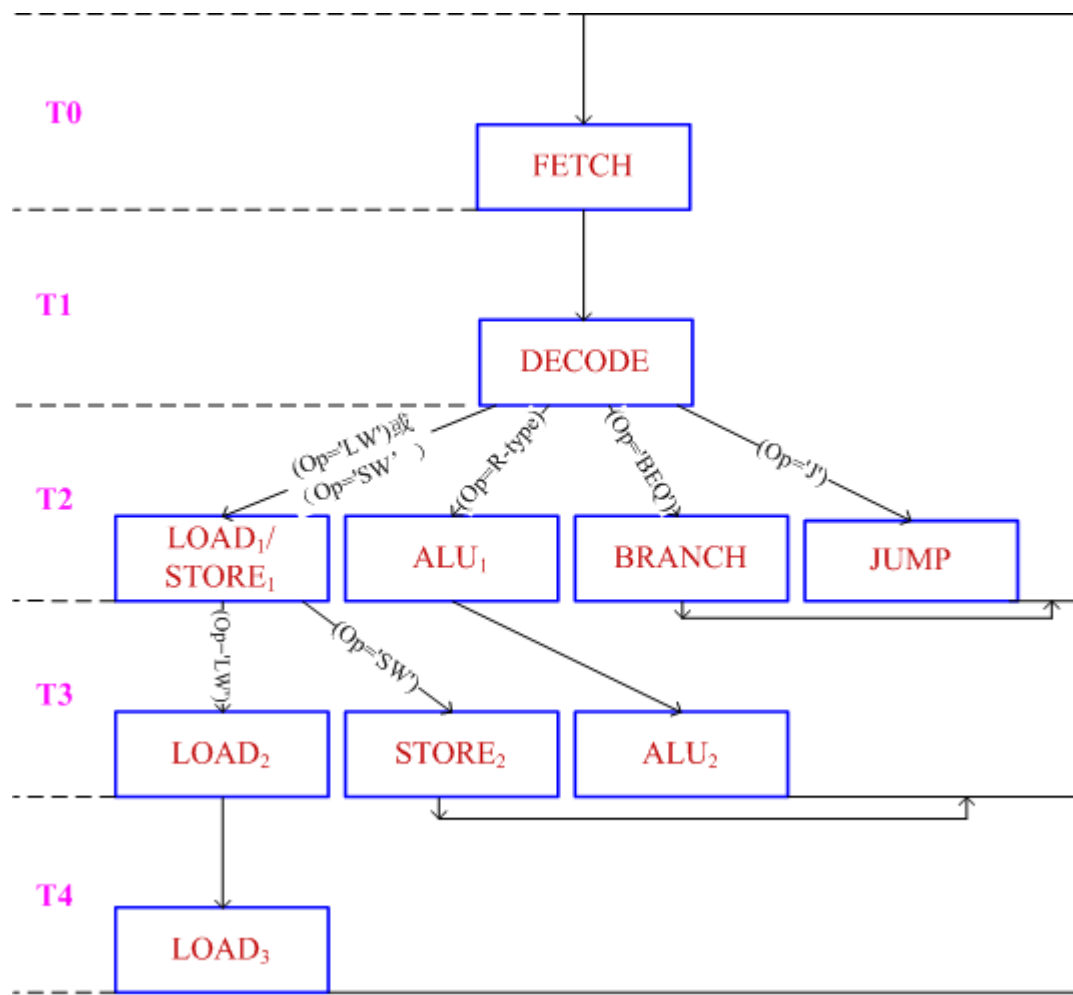 T0
FETCH
T1
DECODE
(Op='LW')或
（Op='SW' ）
(Op=R-type)
(Op='BEQ')
(Op='J')
T2
LOAD₁/
STORE₁
ALU₁
BRANCH
JUMP
(Op='LW')
(Op='SW')
T3
LOAD₂
STORE₂
ALU₂
T4
LOAD₃